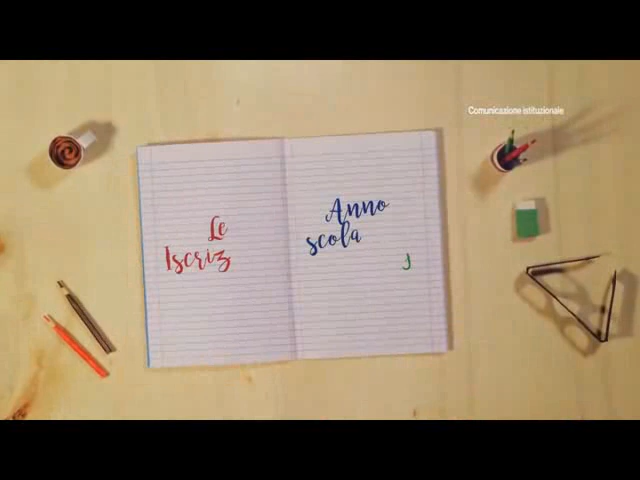 Comunicazione istituzionale
Le
Iscriz
Anno
scola